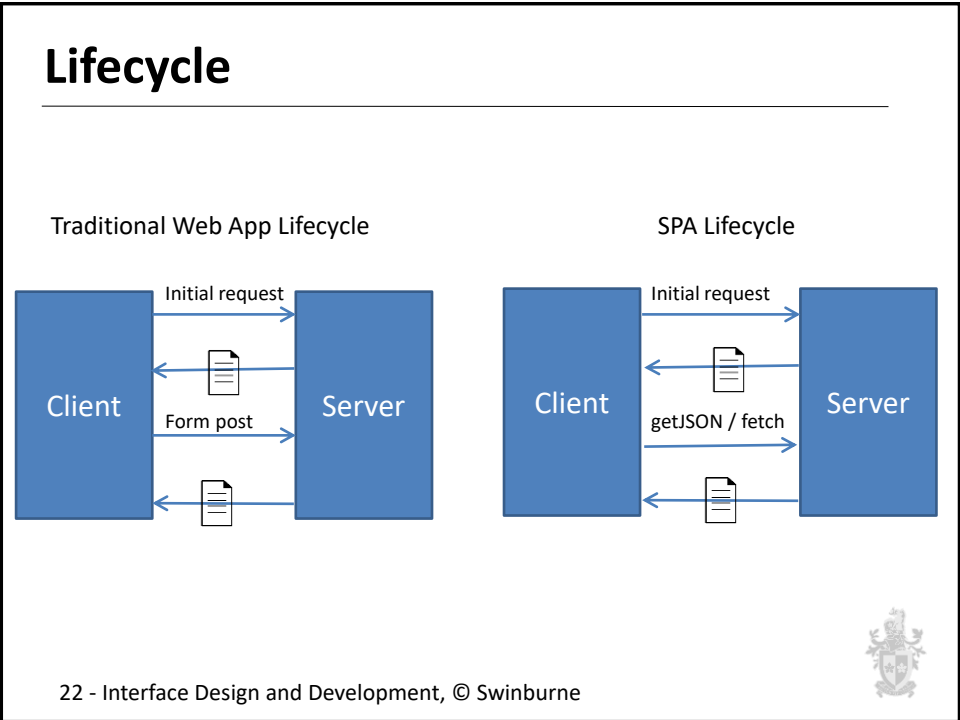 Lifecycle
Traditional Web App Lifecycle
SPA Lifecycle
Initial request
Client
Server
Form post
Initial request
Client
Server
getJSON / fetch
22 - Interface Design and Development, © Swinburne